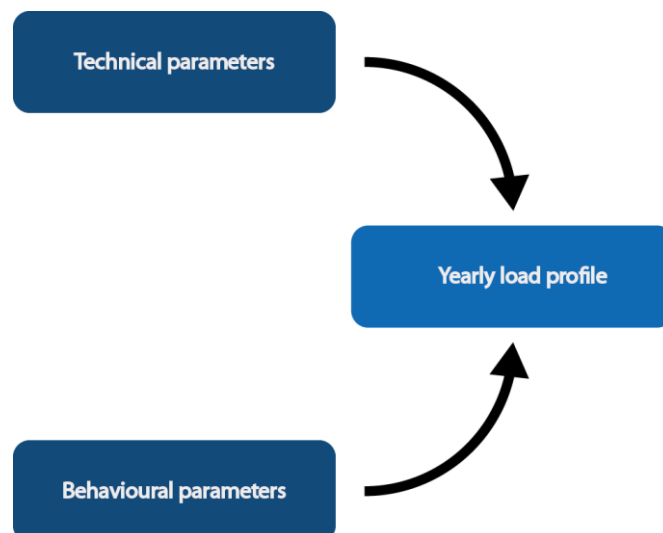 Technical parameters
Yearly load profile
Behavioural parameters